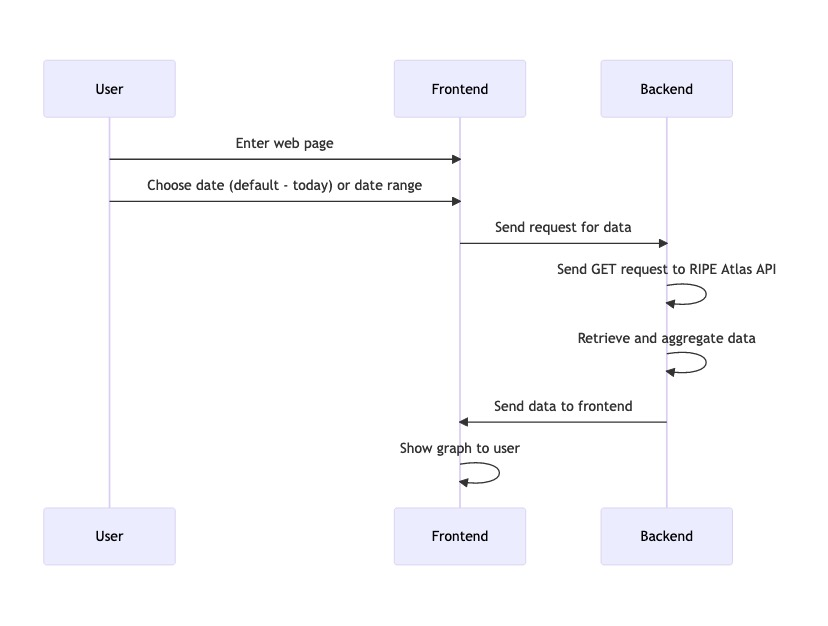 User
Frontend
Backend
Enter web page
Choose date (default - today) or date range
Send request for data
Send GET request to RIPE Atlas API
Retrieve and aggregate data
Send data to frontend
Show graph to user
User
Frontend
Backend